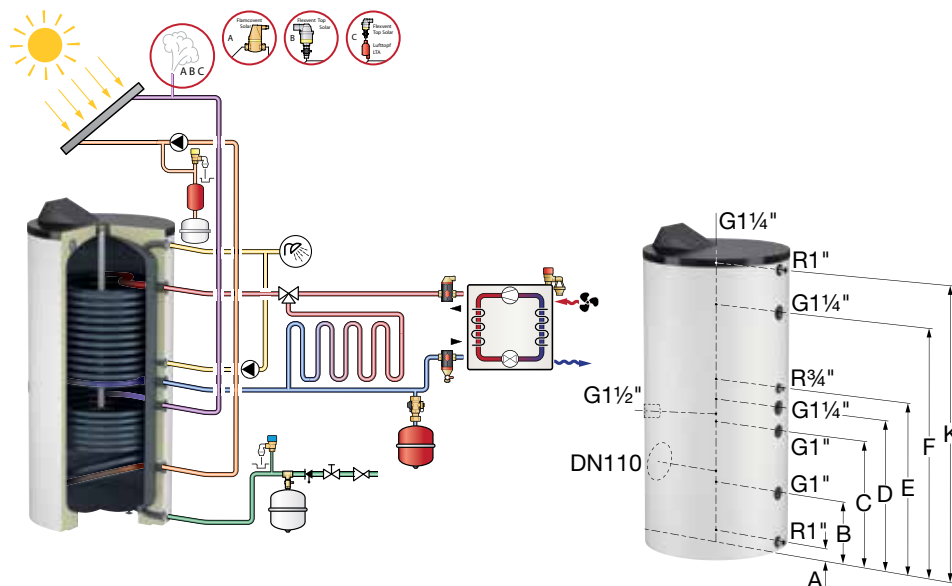 Flamcovent
Solar
A
Flexvent Top
Solar
B
Flexvent
Top Solar
C
Lufttopf
LTA
A B C
G1¼"
R1"
G1¼"
R¾"
G1½"
G1¼"
G1"
DN110
G1"
R1"
A
B
C
D
E
F
K